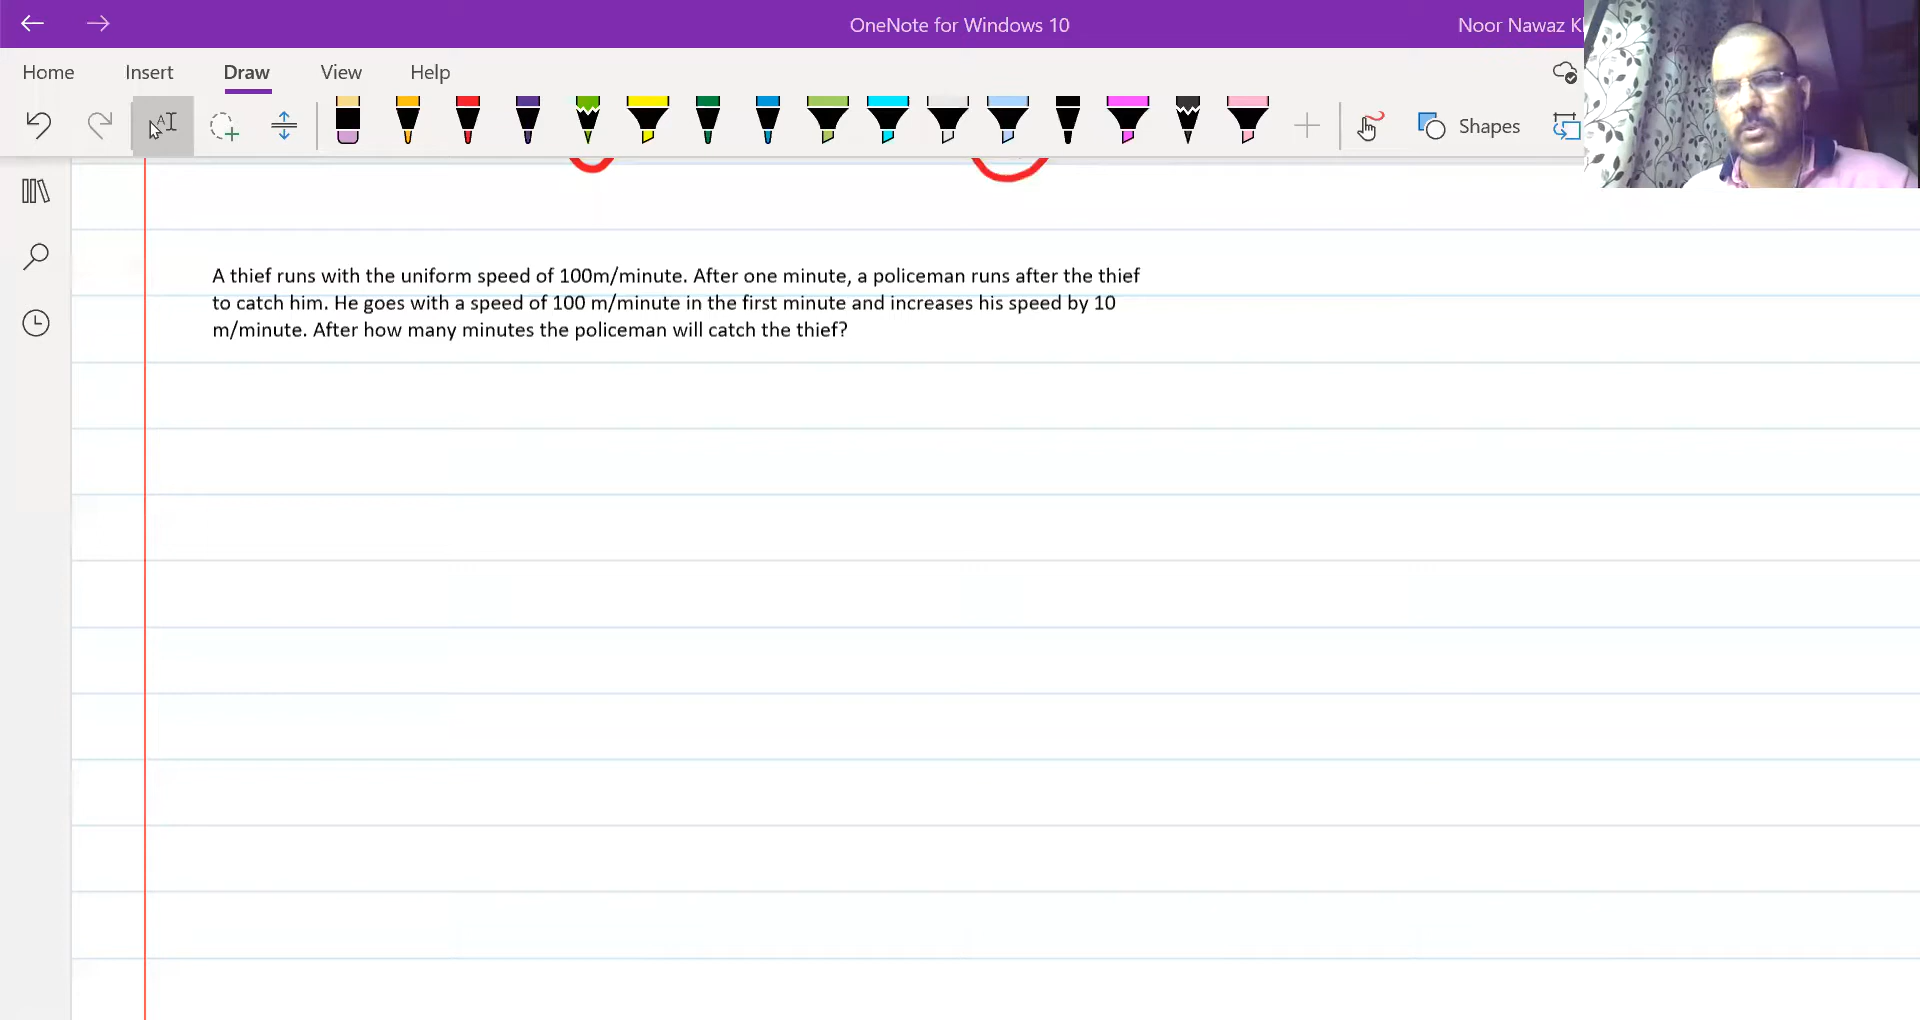 OneNote for Windows 10
Noor Nawaz K
Home Insert Draw View Help
Shapes
A thief runs with the uniform speed of 100m/minute. After one minute, a policeman runs after the thief
to catch him. He goes with a speed of 100 m/minute in the first minute and increases his speed by 10
m/minute. After how many minutes the policeman will catch the thief?